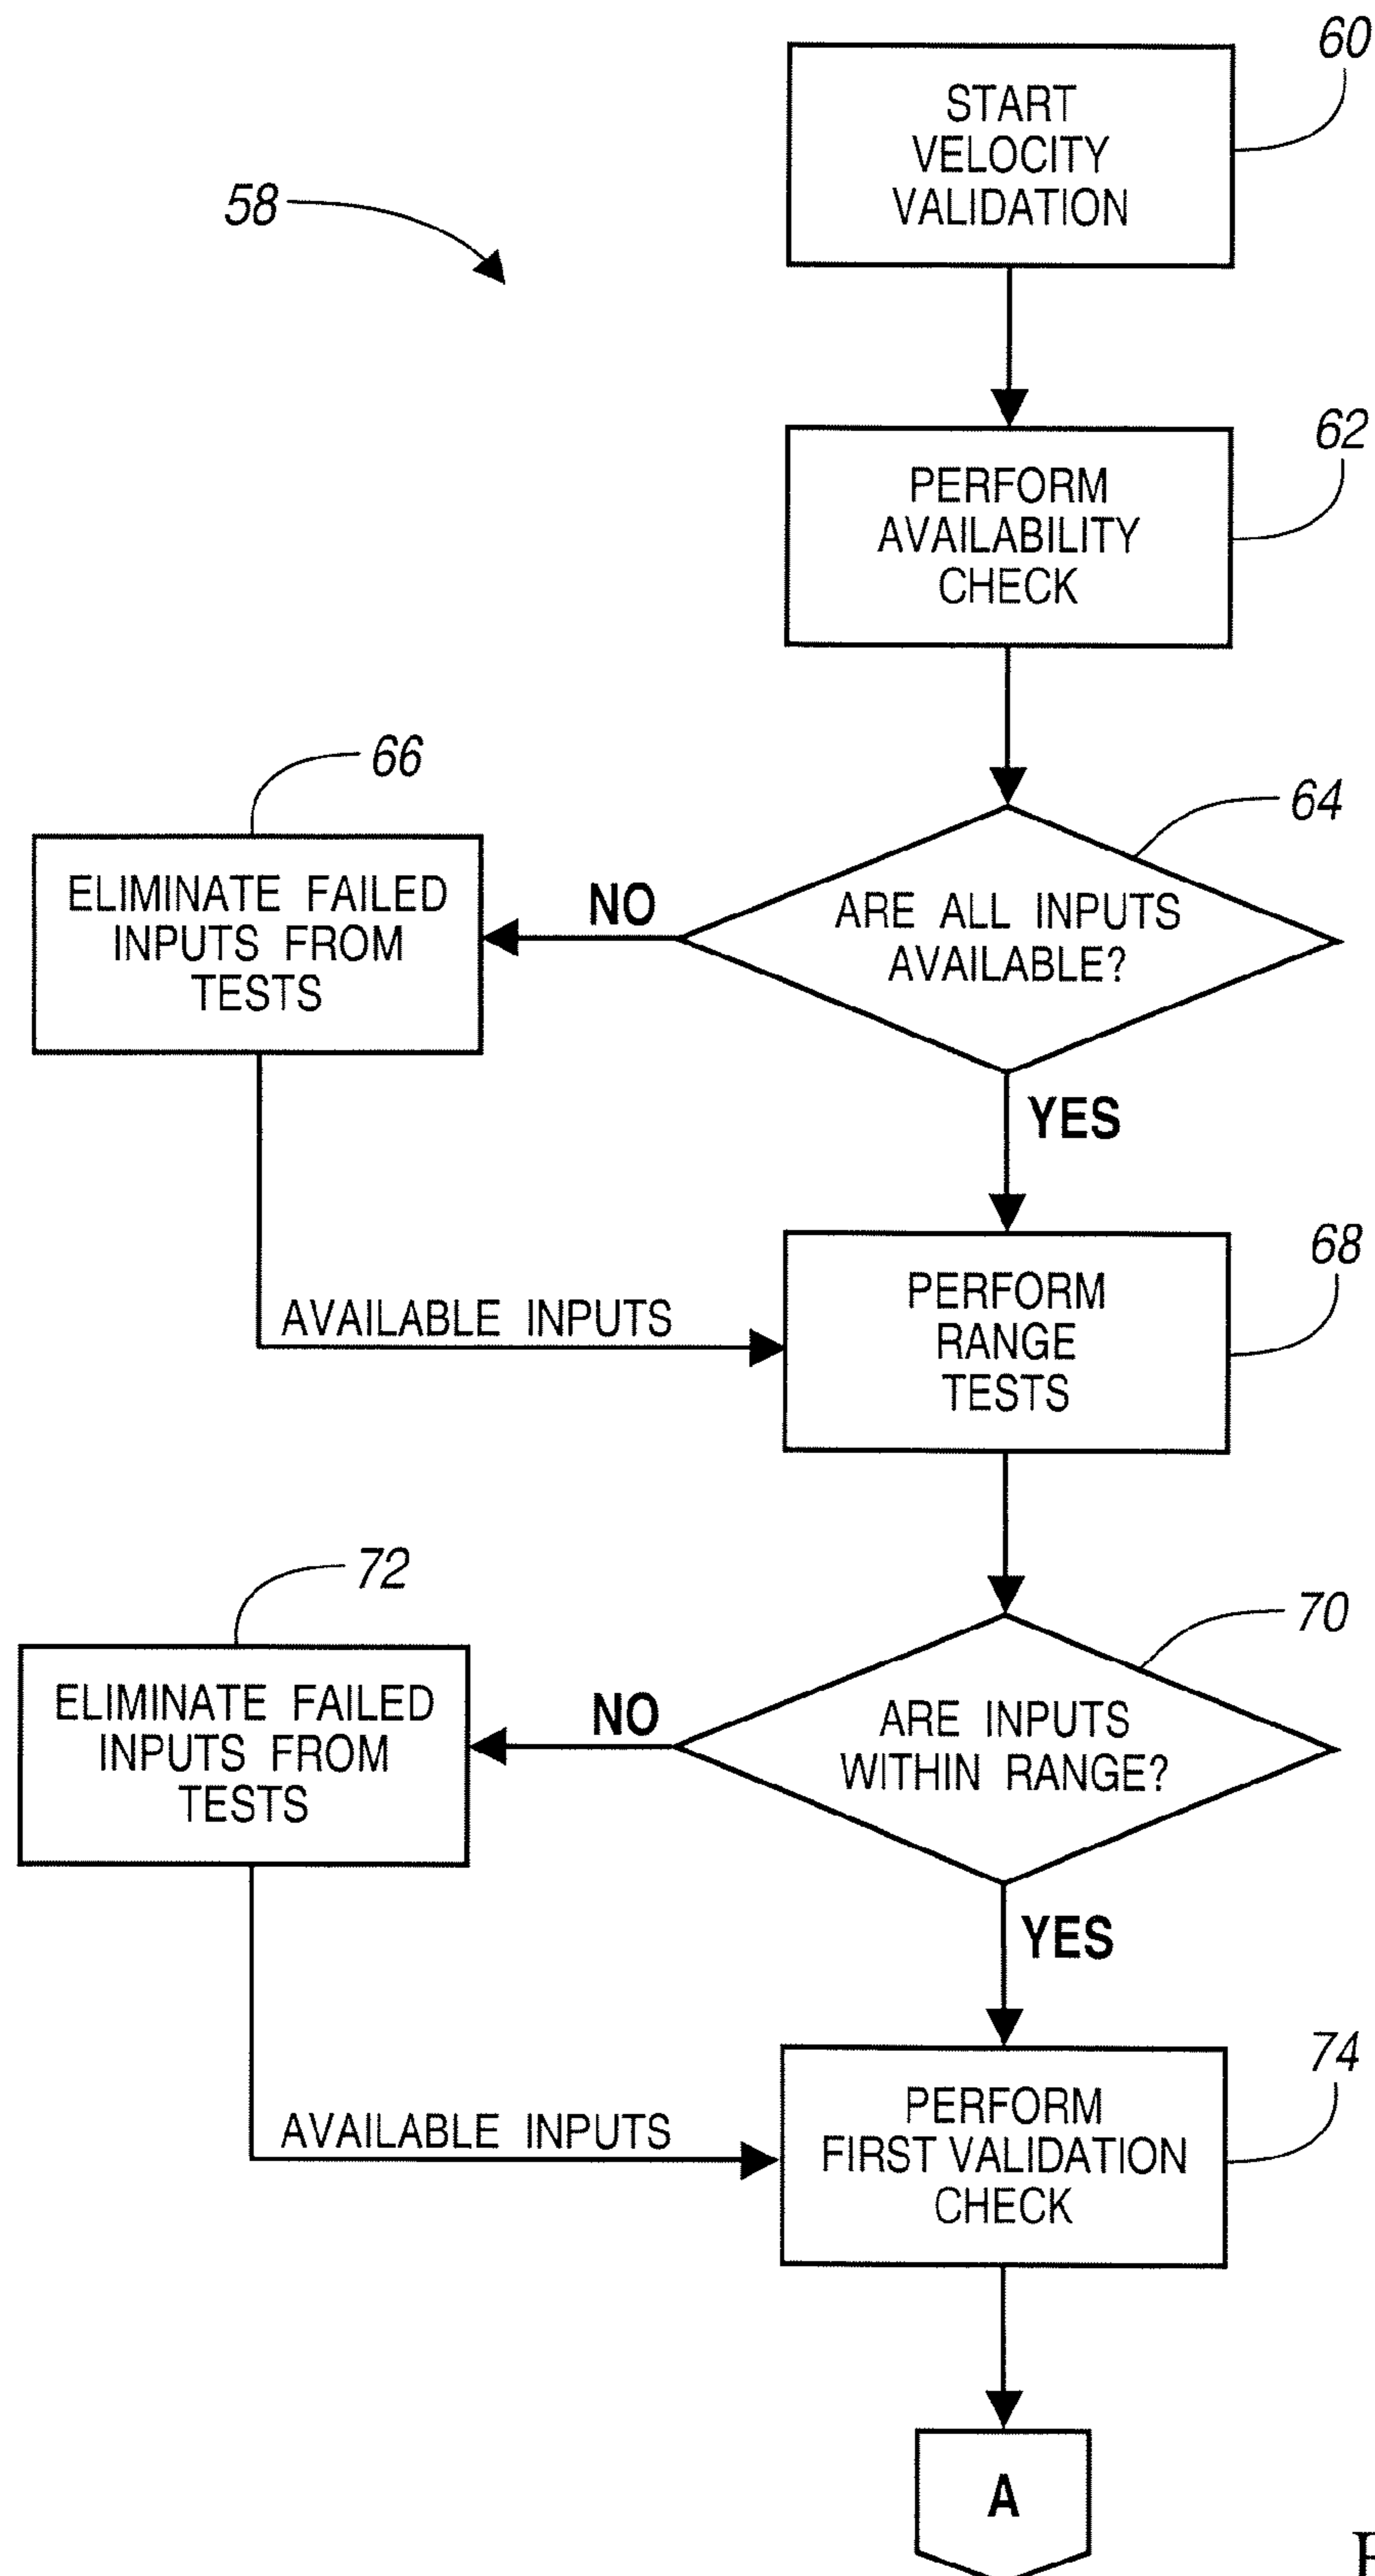 60
START
VELOCITY
VALIDATION
58
62
PERFORM
AVAILABILITY
CHECK
66
64
ELIMINATE FAILED
INPUTS FROM
TESTS
NO
ARE ALL INPUTS
AVAILABLE?
YES
68
PERFORM
RANGE
TESTS
AVAILABLE INPUTS
72
70
ELIMINATE FAILED
INPUTS FROM
TESTS
NO
ARE INPUTS
WITHIN RANGE?
YES
74
PERFORM
FIRST VALIDATION
CHECK
AVAILABLE INPUTS
A